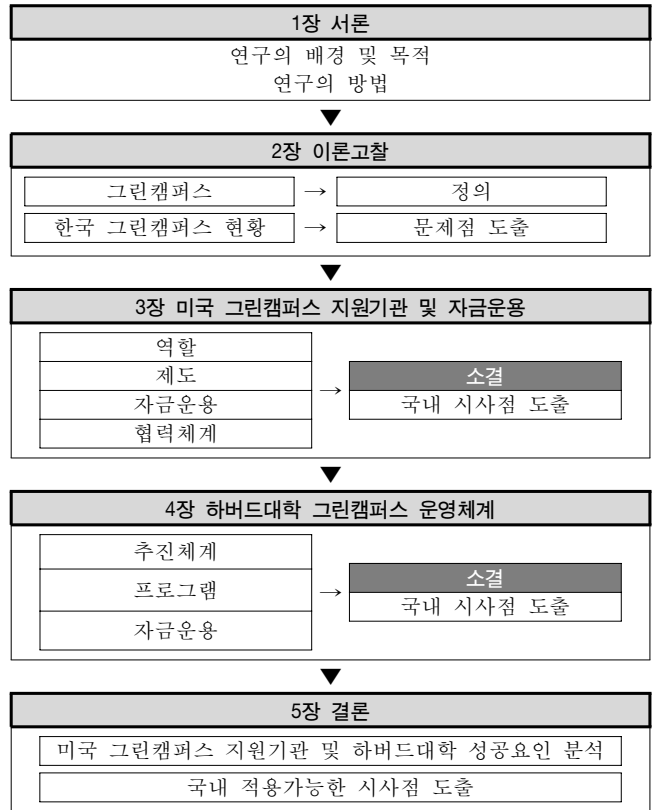 1장 서론
연구의 배경 및 목적
연구의 방법
▼
2장 이론고찰
그린캠퍼스 → 정의
한국 그린캠퍼스 현황 → 문제점 도출
▼
3장 미국 그린캠퍼스 지원기관 및 자금운용
역할
제도
자금운용
협력체계
→
소결
국내 시사점 도출
▼
4장 하버드대학 그린캠퍼스 운영체계
추진체계
프로그램
자금운용
→
소결
국내 시사점 도출
▼
5장 결론
미국 그린캠퍼스 지원기관 및 하버드대학 성공요인 분석
국내 적용가능한 시사점 도출